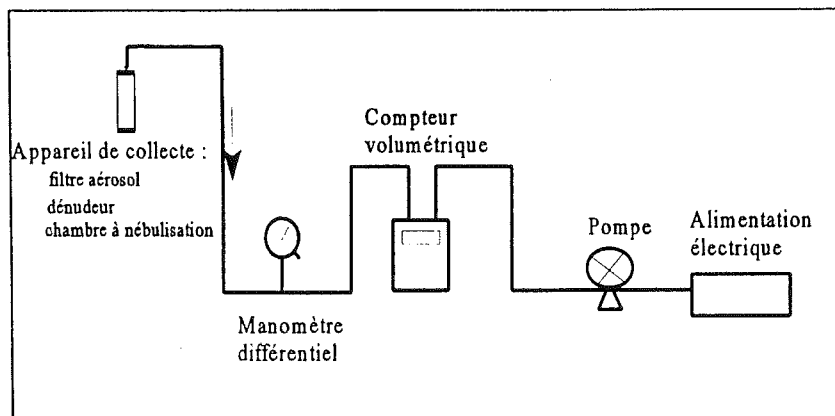 Appareil de collecte :
filtre aérosol
dénudeur
chambre à nébulisation
Manomètre
différentiel
Compteur
volumétrique
Pompe
Alimentation
électrique